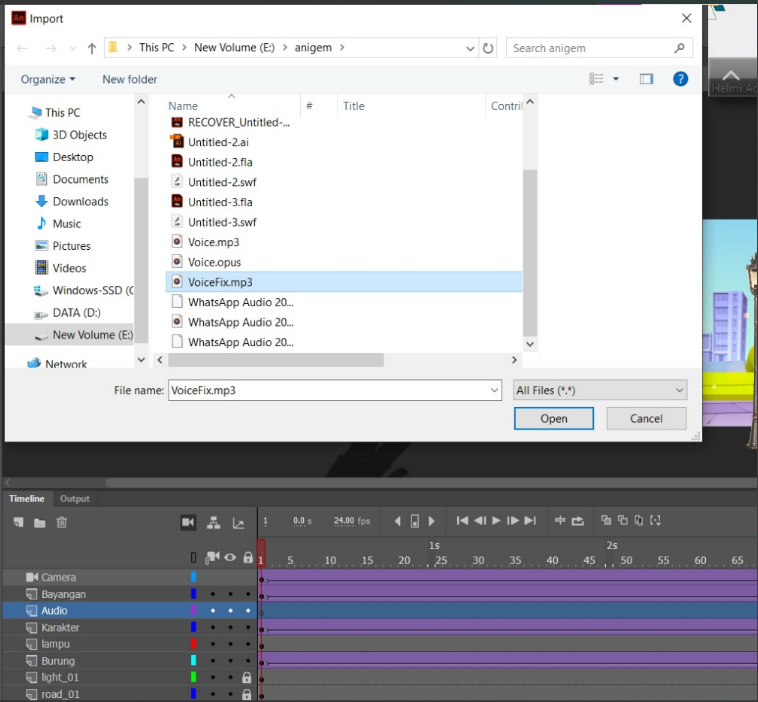 An Import
This PC > New Volume (E:) > anigem >
Search anigem
Organize
New folder
?
Helmi Ac
This PC
3D Objects
Desktop
Documents
Downloads
Music
Pictures
Videos
Windows-SSD (C
DATA (D:)
New Volume (E:)
Network
Name # Title Contril
RECOVER_Untitled-...
Untitled-2.ai
Untitled-2.fla
Untitled-2.swf
Untitled-3.fla
Untitled-3.swf
Voice.mp3
Voice.opus
VoiceFix.mp3
WhatsApp Audio 20...
WhatsApp Audio 20...
WhatsApp Audio 20...
File name: VoiceFix.mp3
All Files (*.*)
Open Cancel
Timeline Output
1 0.0 s 24.00 fps
1s 2s
1 5 10 15 20 25 30 35 40 45 50 55 60 65
Camera
Bayangan
Audio
Karakter
lampu
Burung
light_01
road_01